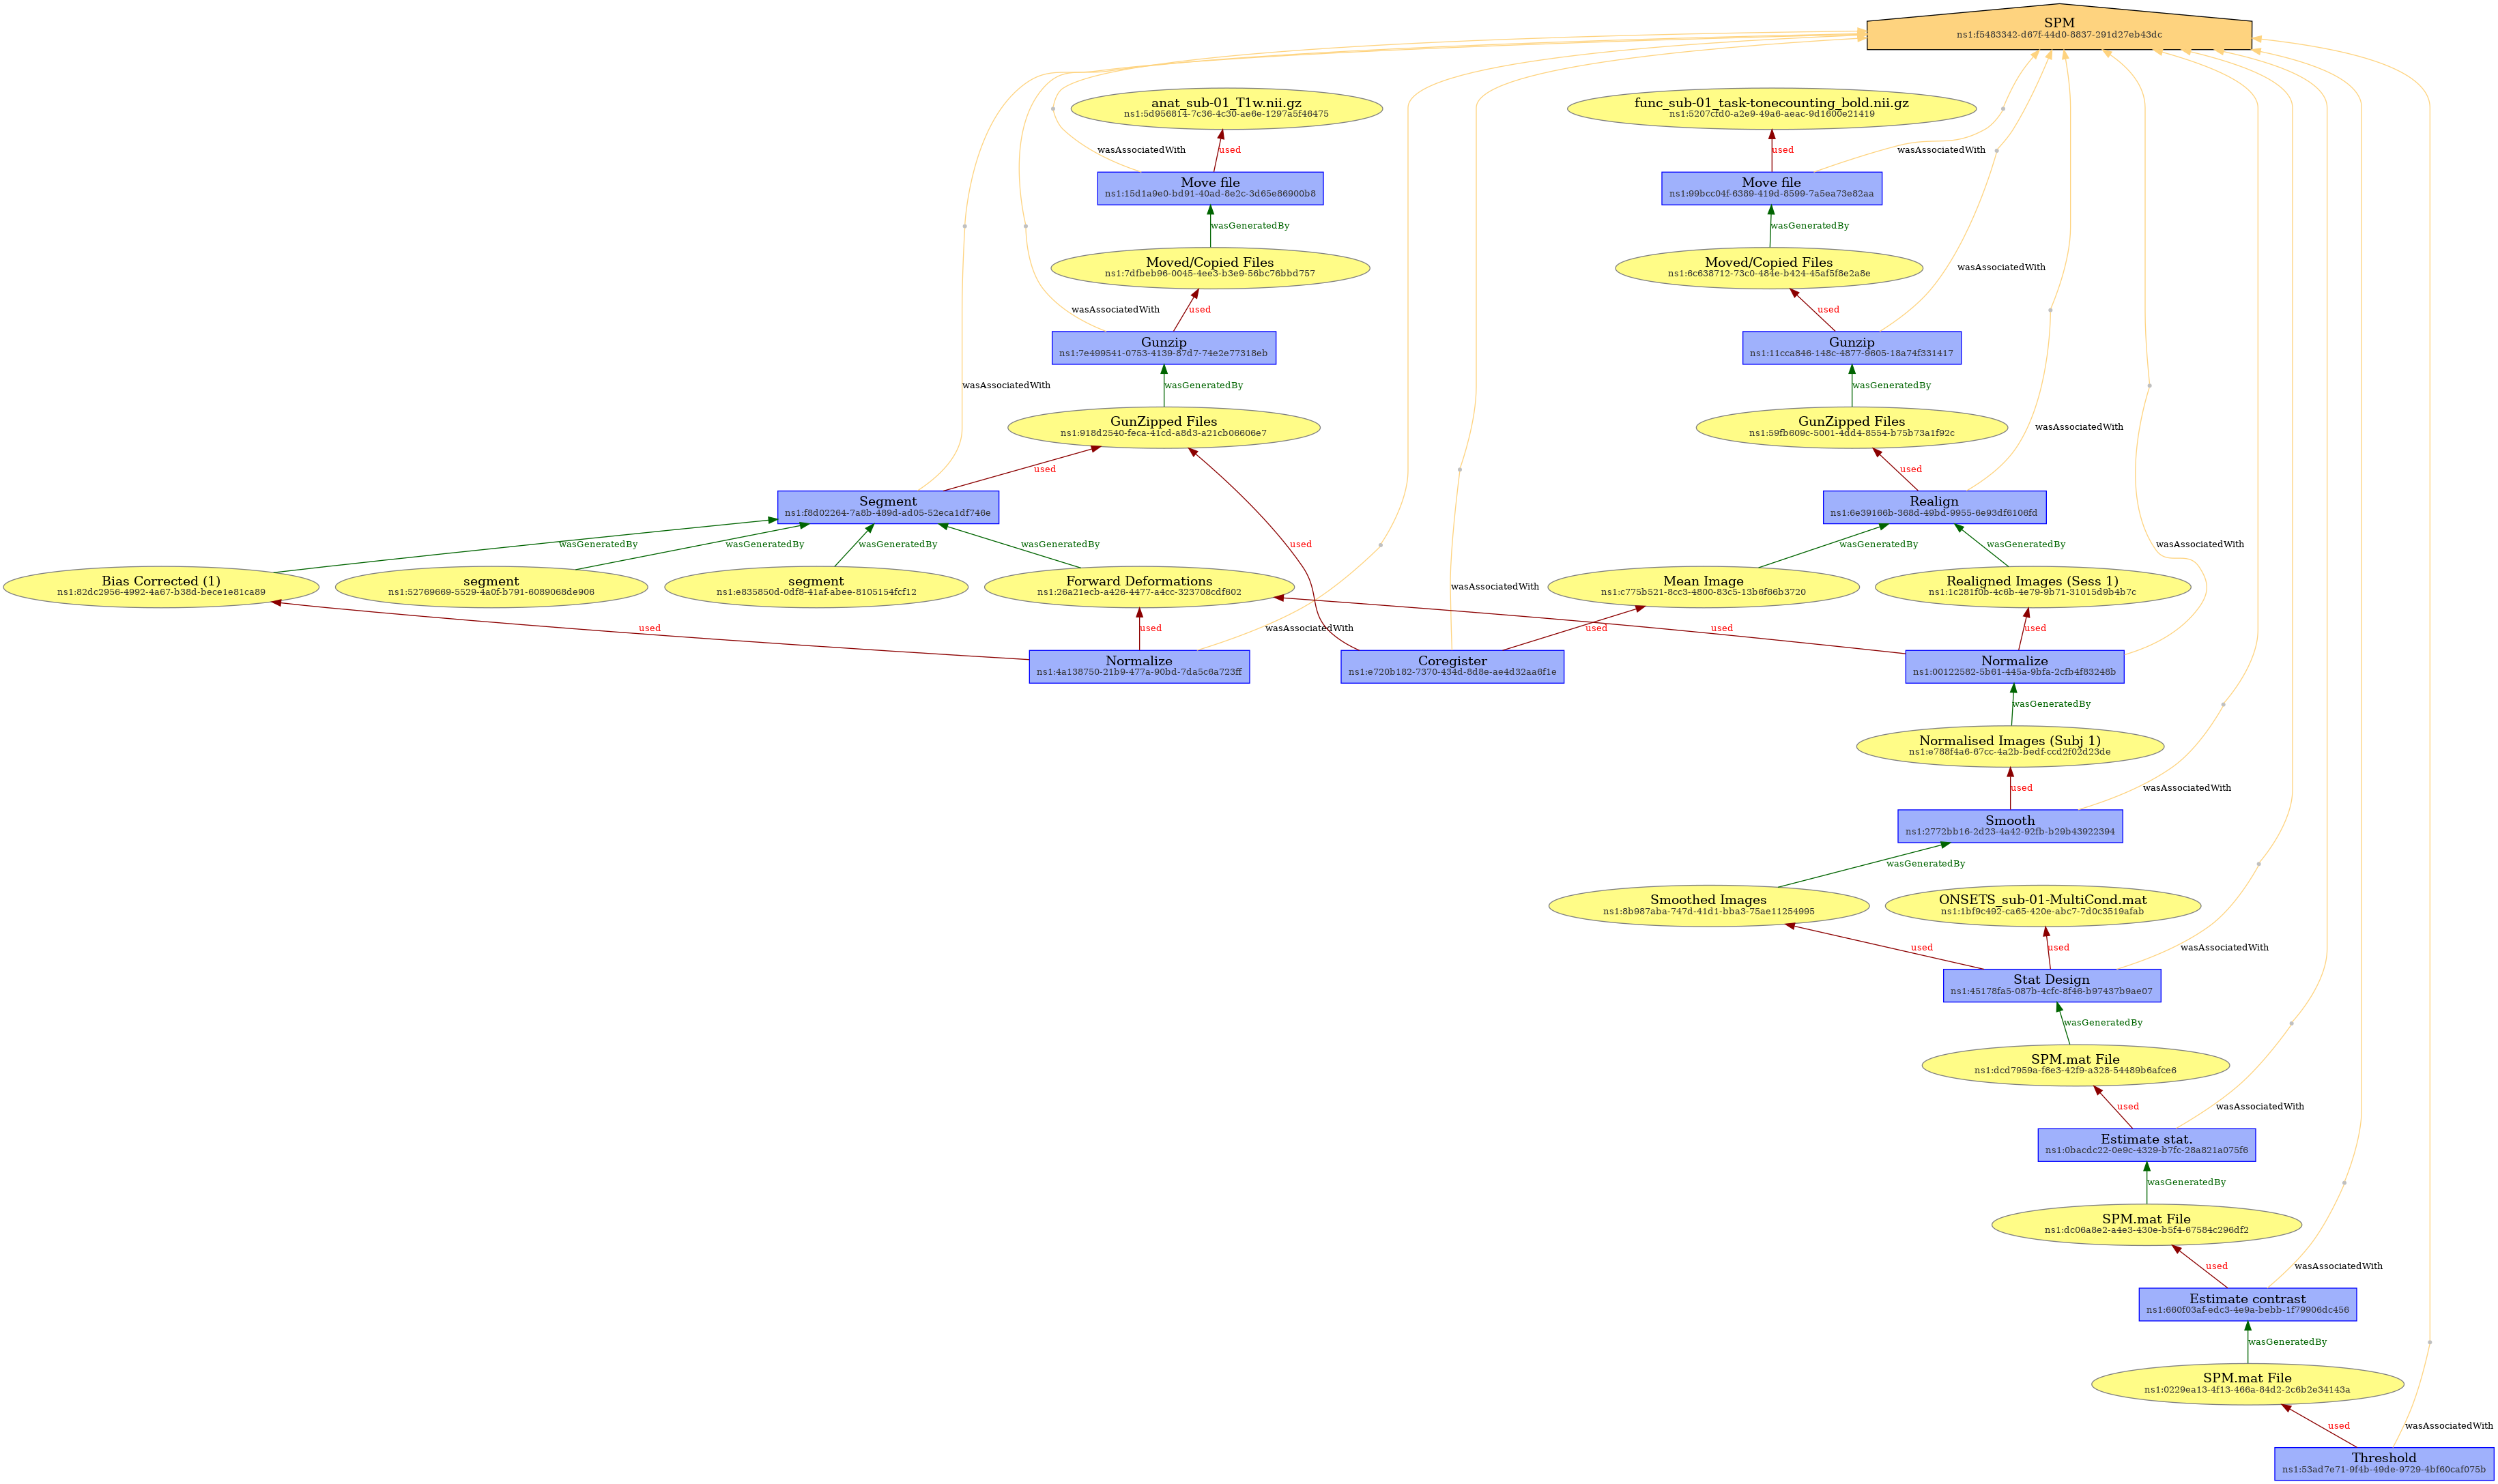 SPM
ns1:f5483342-d67f-44d0-8837-291d27eb43dc
anat_sub-01_T1w.nii.gz
ns1:5d956814-7c36-4c30-ae6e-1297a5f46475
func_sub-01_task-tonecounting_bold.nii.gz
ns1:5207cfd0-a2e9-49a6-aeac-9d1600e21419
wasAssociatedWith
used
used
wasAssociatedWith
Move file
ns1:15d1a9e0-bd91-40ad-8e2c-3d65e86900b8
Move file
ns1:99bcc04f-6389-419d-8599-7a5ea73e82aa
wasGeneratedBy
wasGeneratedBy
Moved/Copied Files
ns1:7dfbeb96-0045-4ee3-b3e9-56bc76bbd757
Moved/Copied Files
ns1:6c638712-73c0-484e-b424-45af5f8e2a8e
wasAssociatedWith
used
used
wasAssociatedWith
Gunzip
ns1:7e499541-0753-4139-87d7-74e2e77318eb
Gunzip
ns1:11cca846-148c-4877-9605-18a74f331417
wasAssociatedWith
wasGeneratedBy
wasGeneratedBy
GunZipped Files
ns1:918d2540-feca-41cd-a8d3-a21cb06606e7
GunZipped Files
ns1:59fb609c-5001-4dd4-8554-b75b73a1f92c
wasAssociatedWith
used
used
Segment
ns1:f8d02264-7a8b-489d-ad05-52eca1df746e
Realign
ns1:6e39166b-368d-49bd-9955-6e93df6106fd
wasGeneratedBy
wasGeneratedBy
wasGeneratedBy
wasGeneratedBy
used
wasGeneratedBy
wasGeneratedBy
wasAssociatedWith
Bias Corrected (1)
ns1:82dc2956-4992-4a67-b38d-bece1e81ca89
segment
ns1:52769669-5529-4a0f-b791-6089068de906
segment
ns1:e835850d-0df8-41af-abee-8105154fcf12
Forward Deformations
ns1:26a21ecb-a426-4477-a4cc-323708cdf602
wasAssociatedWith
Mean Image
ns1:c775b521-8cc3-4800-83c5-13b6f66b3720
Realigned Images (Sess 1)
ns1:1c281f0b-4c6b-4e79-9b71-31015d9b4b7c
used
used
wasAssociatedWith
used
used
used
Normalize
ns1:4a138750-21b9-477a-90bd-7da5c6a723ff
Coregister
ns1:e720b182-7370-434d-8d8e-ae4d32aa6f1e
Normalize
ns1:00122582-5b61-445a-9bfa-2cfb4f83248b
wasGeneratedBy
Normalised Images (Subj 1)
ns1:e788f4a6-67cc-4a2b-bedf-ccd2f02d23de
used
wasAssociatedWith
Smooth
ns1:2772bb16-2d23-4a42-92fb-b29b43922394
wasGeneratedBy
Smoothed Images
ns1:8b987aba-747d-41d1-bba3-75ae11254995
ONSETS_sub-01-MultiCond.mat
ns1:1bf9c492-ca65-420e-abc7-7d0c3519afab
used
used
wasAssociatedWith
Stat Design
ns1:45178fa5-087b-4cfc-8f46-b97437b9ae07
wasGeneratedBy
SPM.mat File
ns1:dcd7959a-f6e3-42f9-a328-54489b6afce6
used
wasAssociatedWith
Estimate stat.
ns1:0bacdc22-0e9c-4329-b7fc-28a821a075f6
wasGeneratedBy
SPM.mat File
ns1:dc06a8e2-a4e3-430e-b5f4-67584c296df2
used
wasAssociatedWith
Estimate contrast
ns1:660f03af-edc3-4e9a-bebb-1f79906dc456
wasGeneratedBy
SPM.mat File
ns1:0229ea13-4f13-466a-84d2-2c6b2e34143a
used
wasAssociatedWith
Threshold
ns1:53ad7e71-9f4b-49de-9729-4bf60caf075b